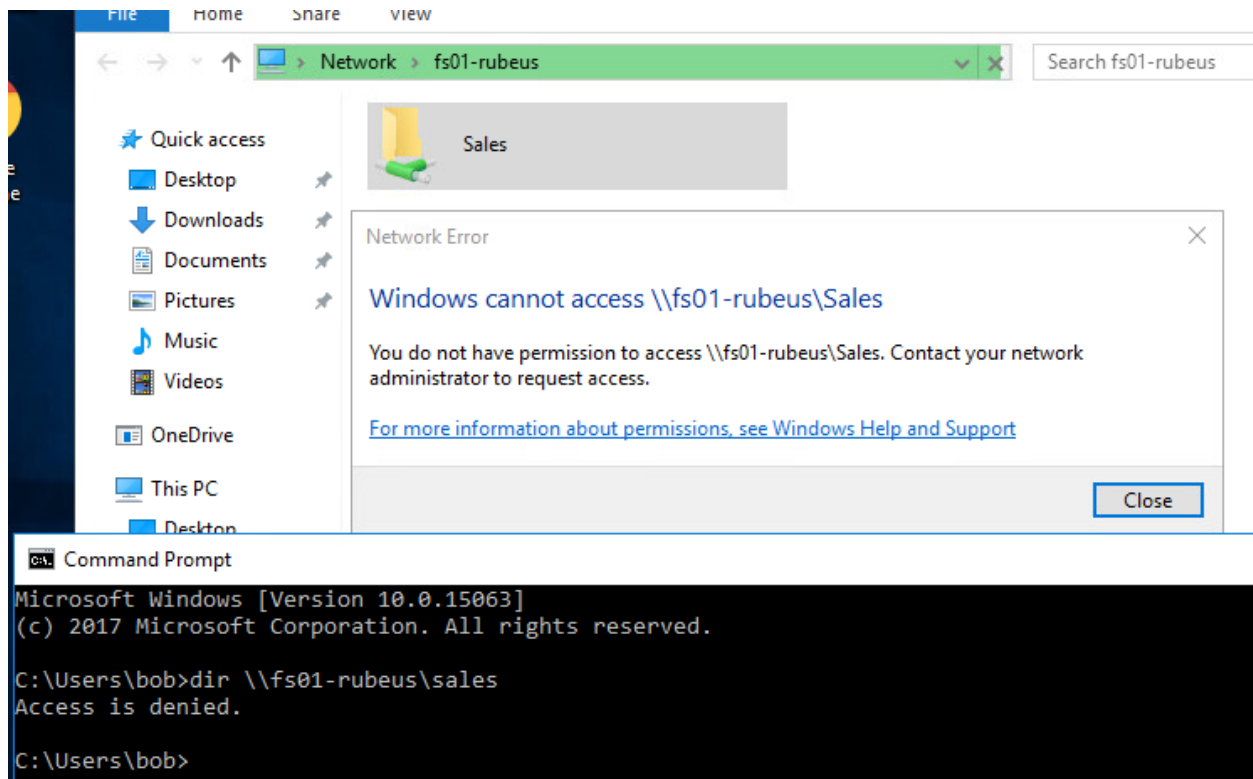 File Home Share View
Network > fs01-rubeus
Search fs01-rubeus
e
e
Quick access
Desktop
Downloads
Documents
Pictures
Music
Videos
OneDrive
This PC
Desktop
Sales
Network Error
Windows cannot access \\fs01-rubeus\Sales
You do not have permission to access \\fs01-rubeus\Sales. Contact your network
administrator to request access.
For more information about permissions, see Windows Help and Support
Close
Command Prompt
Microsoft Windows [Version 10.0.15063]
(c) 2017 Microsoft Corporation. All rights reserved.
C:\Users\bob>dir \\fs01-rubeus\sales
Access is denied.
C:\Users\bob>